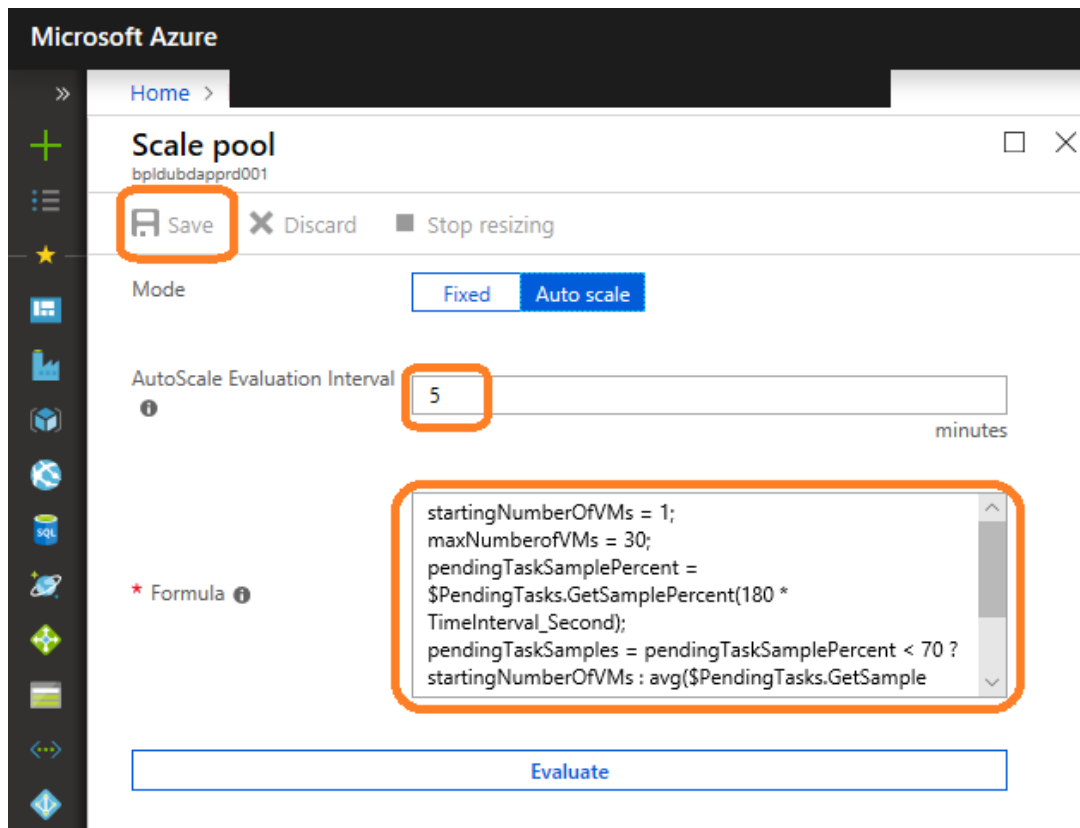 Microsoft Azure
Home >
Scale pool
bpldubdapprd001
Save Discard Stop resizing
Mode Fixed Auto scale
AutoScale Evaluation Interval
5
minutes
startingNumberOfVMs = 1;
maxNumberofVMs = 30;
pendingTaskSamplePercent =
$PendingTasks.GetSamplePercent(180 *
TimeInterval_Second);
pendingTaskSamples = pendingTaskSamplePercent < 70 ?
startingNumberOfVMs : avg($PendingTasks.GetSample
* Formula
SQL
Evaluate